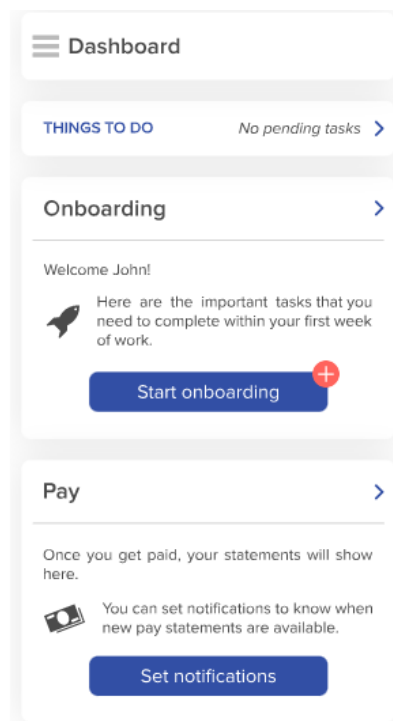 Dashboard
THINGS TO DO No pending tasks
Onboarding
Welcome John!
Here are the important tasks that you
need to complete within your first week
of work.
Start onboarding
Pay
Once you get paid, your statements will show
here.
You can set notifications to know when
new pay statements are available.
Set notifications